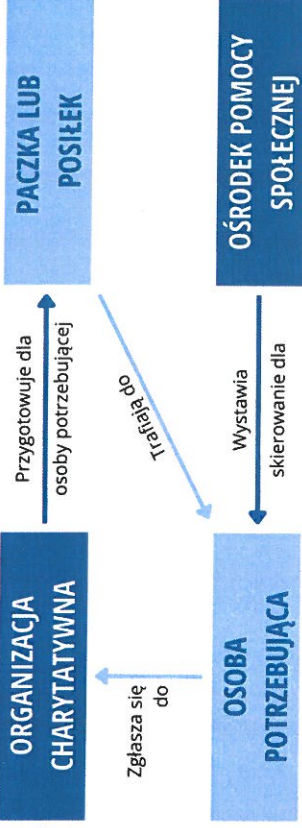 ORGANIZACJA
CHARYTATYWNA
Przygotowuje dla
osoby potrzebującej
PACZKA LUB
POSIŁEK
Zgłasza się
do
Trafiają do
OSOBA
POTRZEBUJĄCA
Wystawia
skierowanie dla
OŚRODEK POMOCY
SPOŁECZNEJ